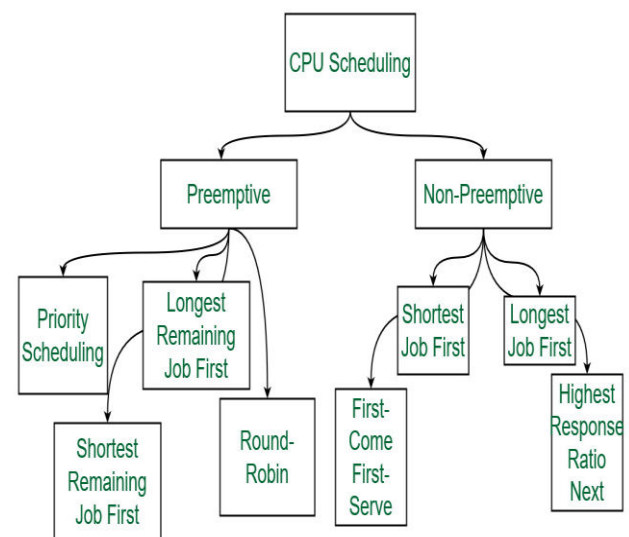 CPU Scheduling
Preemptive
Non-Preemptive
Priority
Scheduling
Longest
Remaining
Job First
Shortest
Job First
Longest
Job First
Shortest
Remaining
Job First
Round-
Robin
First-
Come
First-
Serve
Highest
Response
Ratio
Next